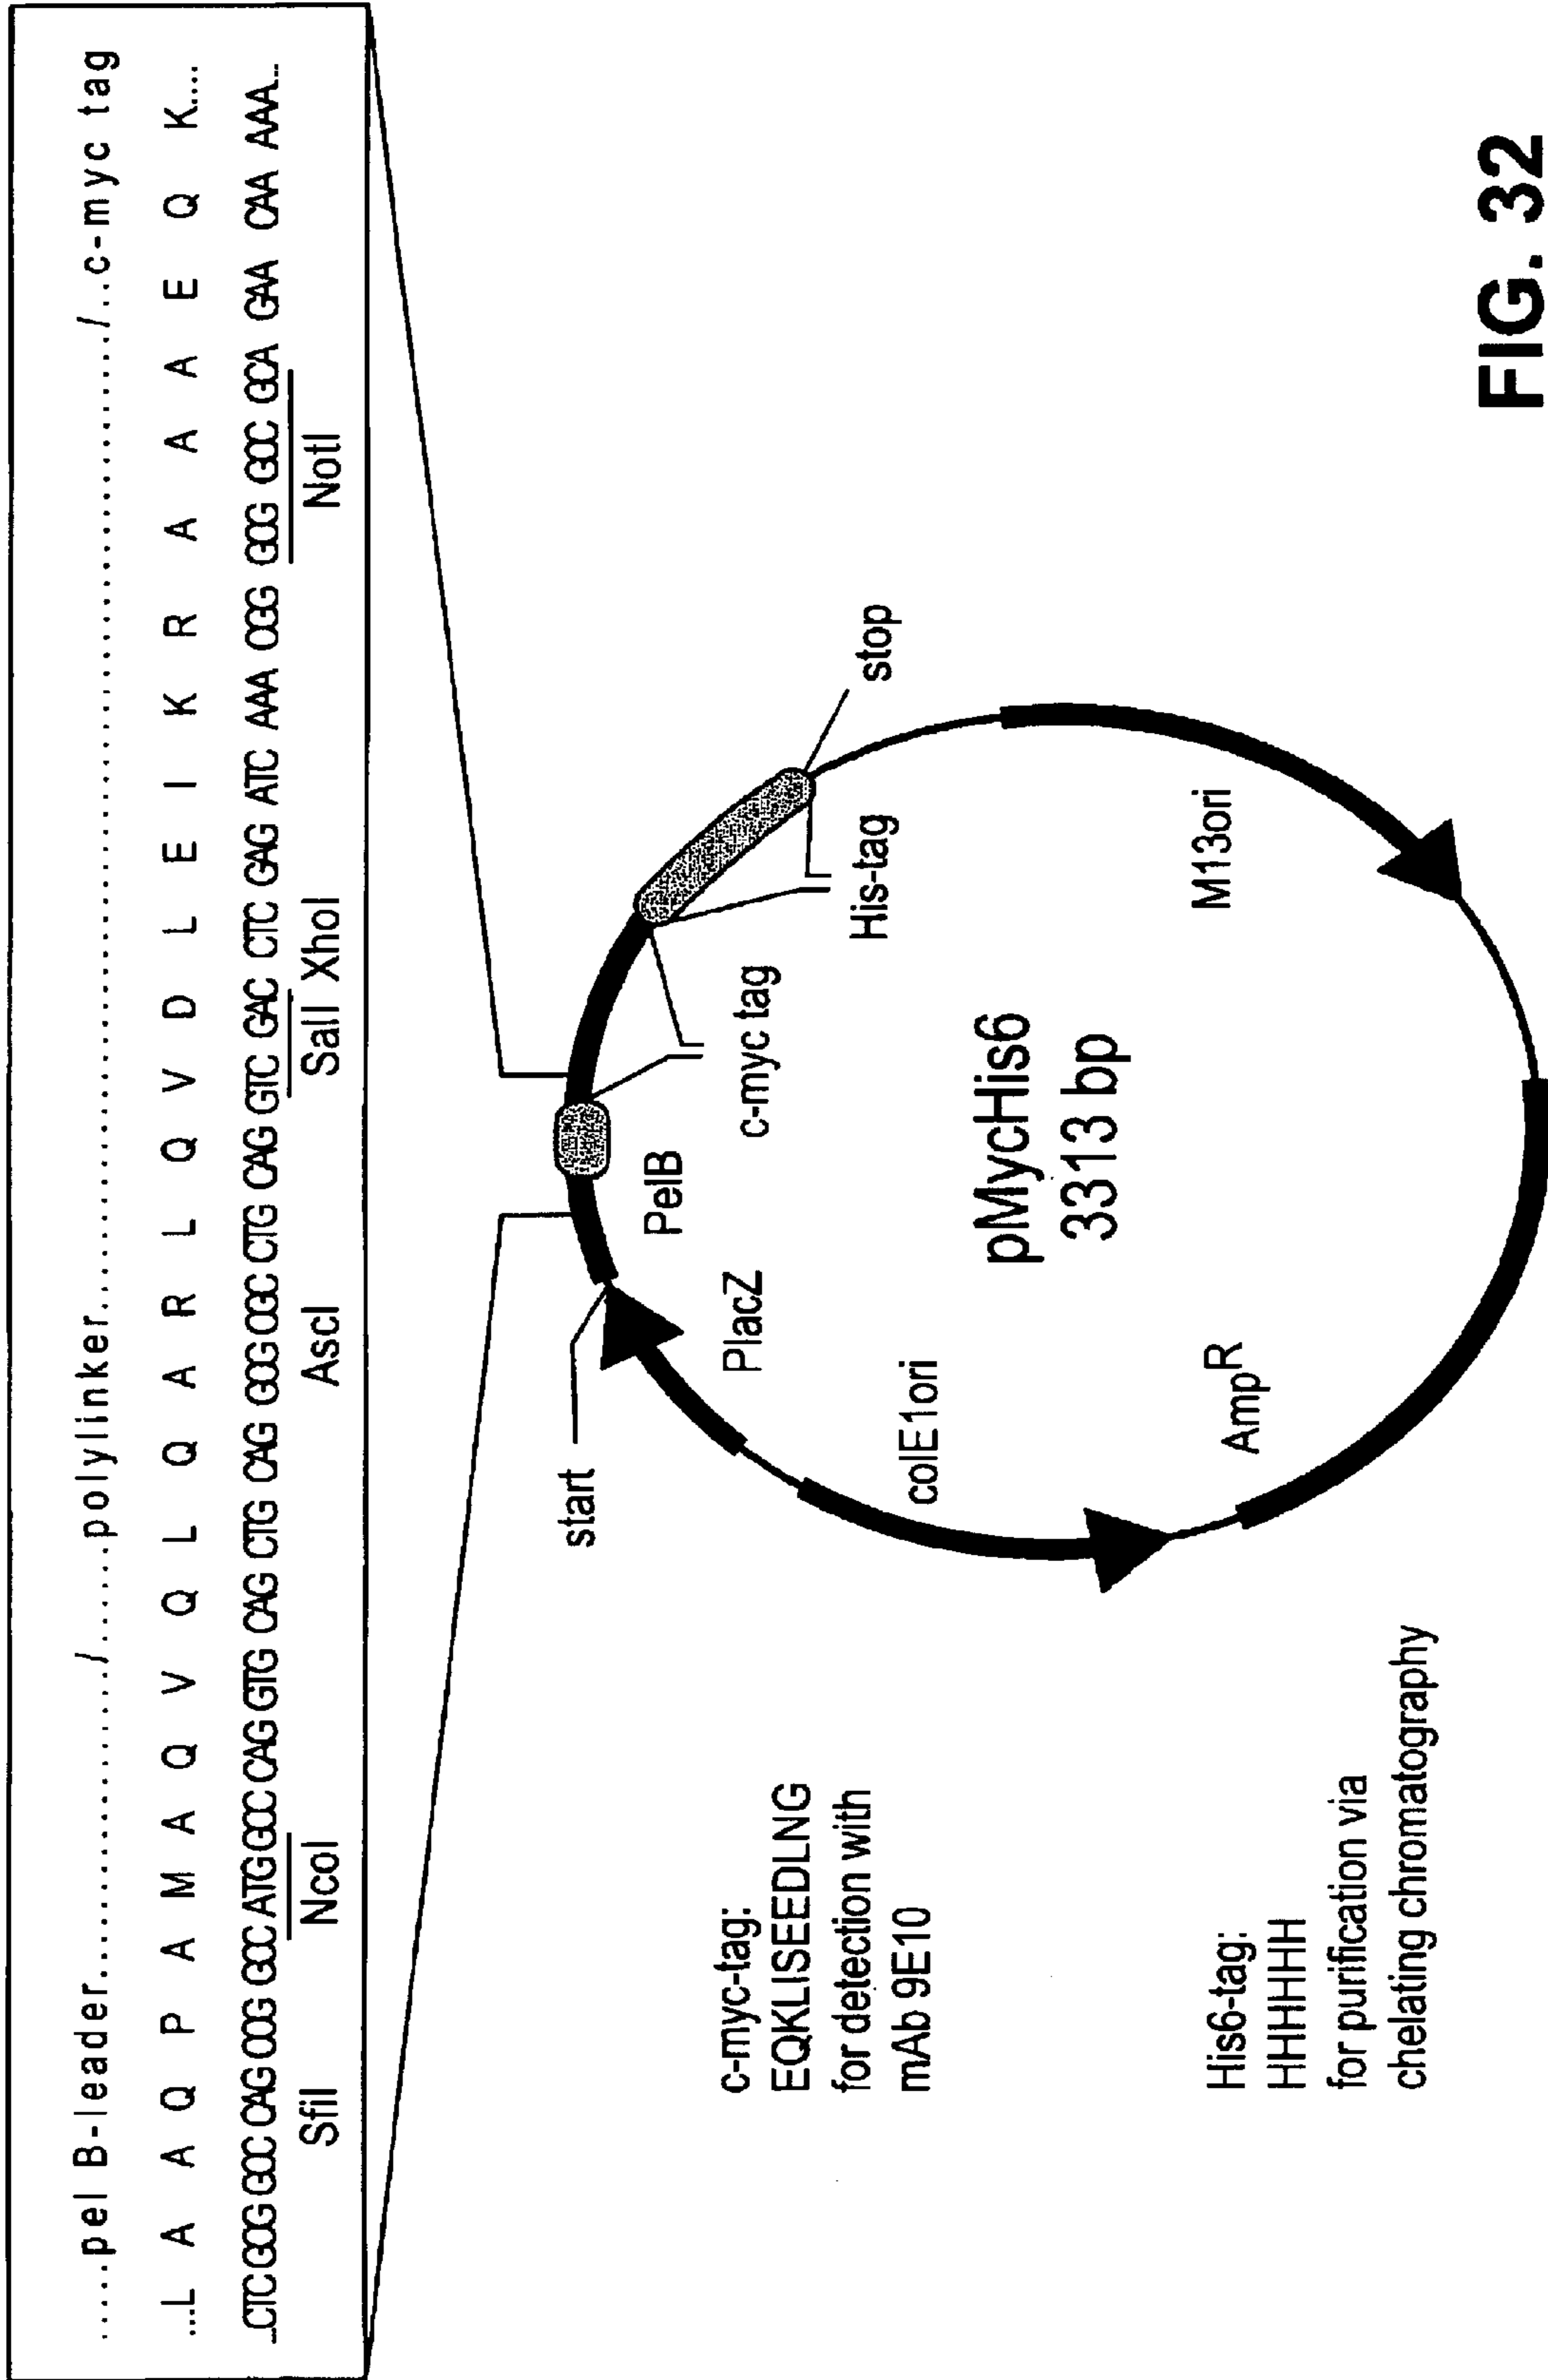 ......pel B-leader............................/......polylinker............................................................................/..c-myc tag
...L A A Q P A M A Q V Q L Q A R L Q V D L E I K R A A A E Q K....
...CTC GCG GCC CAG CCG GCC ATG GCC CAG GTG CAG CTG CAG GCG CGC CTG CAG GTC GAC CTC GAG ATC AAA CGG GCG GCC GCA GAA CAA AAA...
SfiI NcoI AscI SalI XhoI NotI
start
PlacZ
PelB
c-myc tag
His-tag
stop
colE1ori
pMycHis6
3313 bp
M13ori
AmpR
c-myc-tag:
EQKLISEEDLNG
for detection with
mAb 9E10
His6-tag:
HHHHHH
for purification via
chelating chromatography
FIG. 32